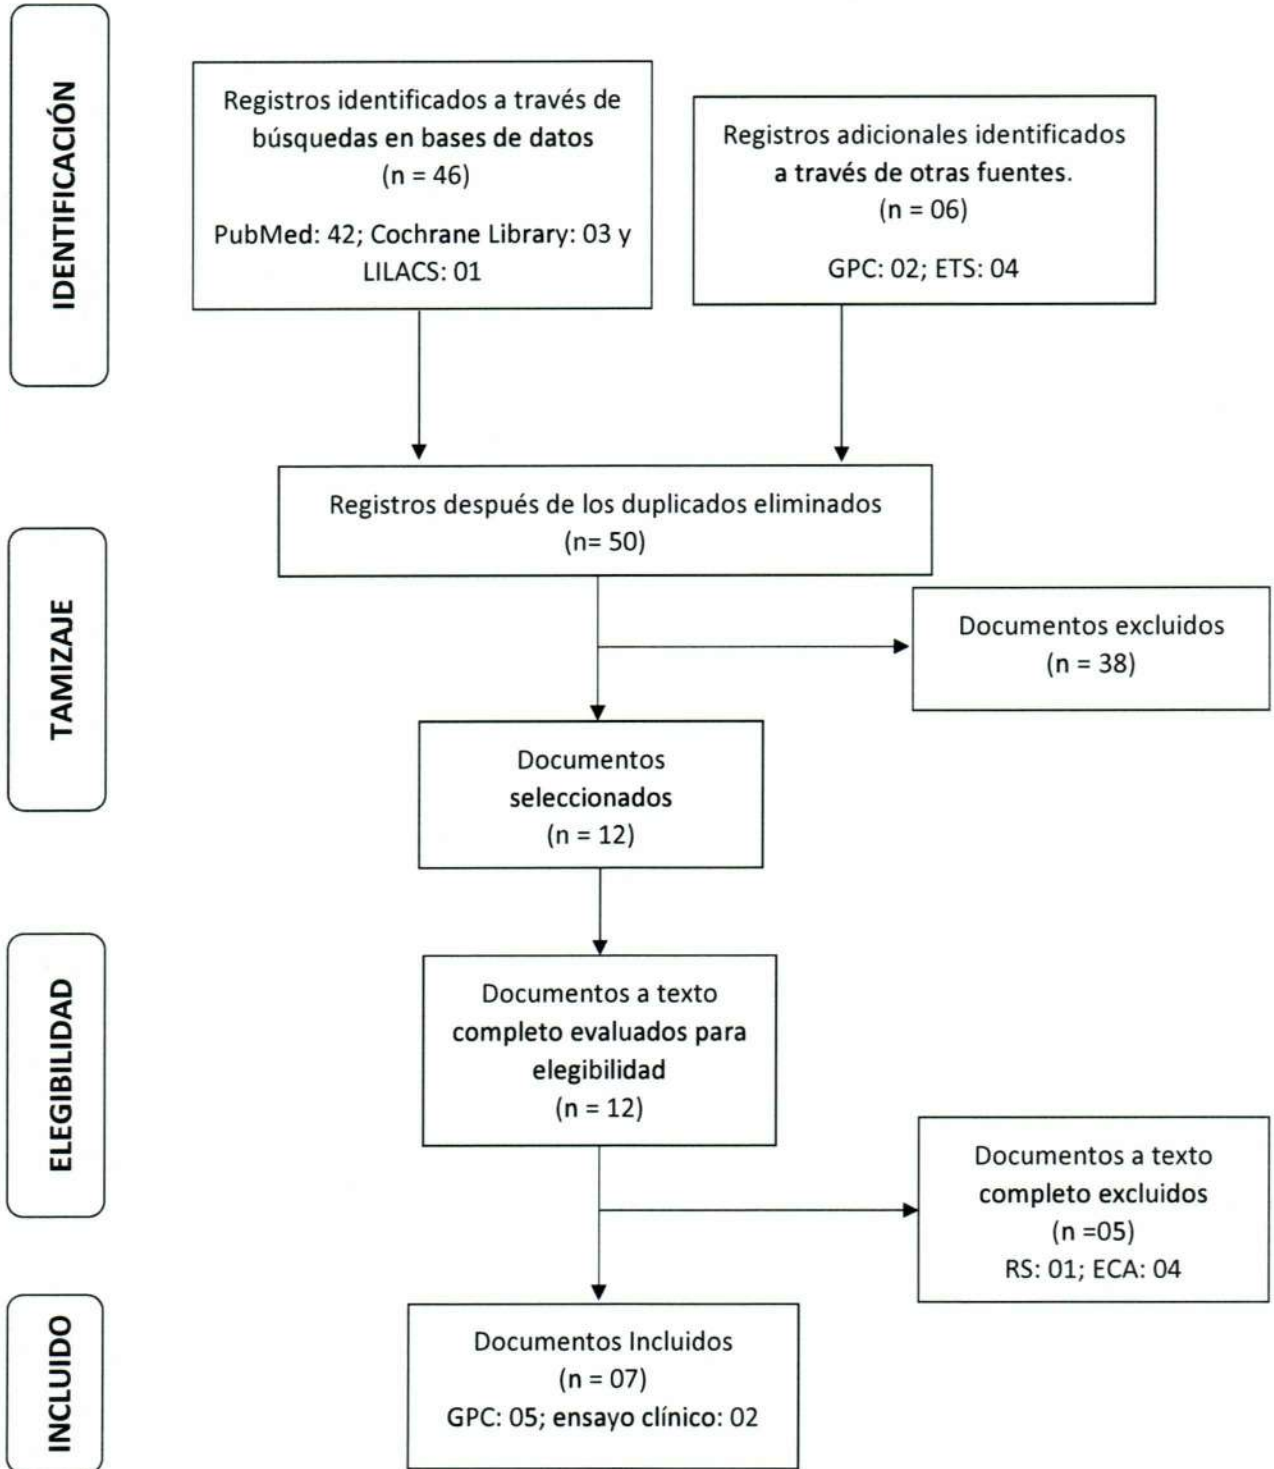 IDENTIFICACIÓN
Registros identificados a través de
búsquedas en bases de datos
(n = 46)
PubMed: 42; Cochrane Library: 03 y
LILACS: 01
Registros adicionales identificados
a través de otras fuentes.
(n = 06)
GPC: 02; ETS: 04
Registros después de los duplicados eliminados
(n= 50)
TAMIZAJE
Documentos excluidos
(n = 38)
Documentos
seleccionados
(n = 12)
ELEGIBILIDAD
Documentos a texto
completo evaluados para
elegibilidad
(n = 12)
Documentos a texto
completo excluidos
(n =05)
RS: 01; ECA: 04
INCLUIDO
Documentos Incluidos
(n = 07)
GPC: 05; ensayo clínico: 02